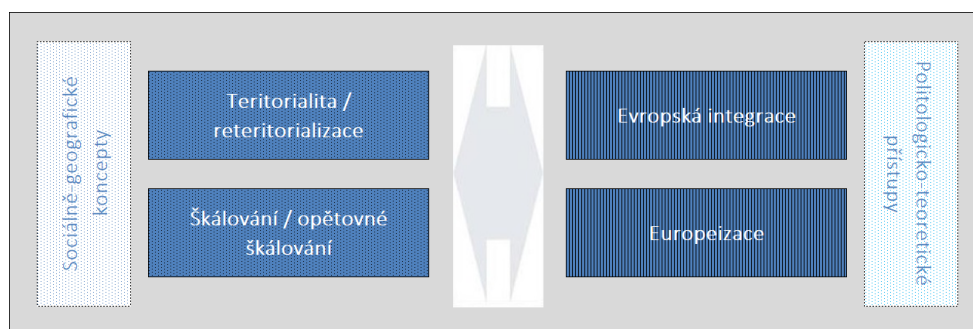 Sociálně-geografické
koncepty
Teritorialita /
reteritorializace
Škálování / opětovné
škálování
Evropská integrace
Europeizace
Politologicko-teoretické
přístupy